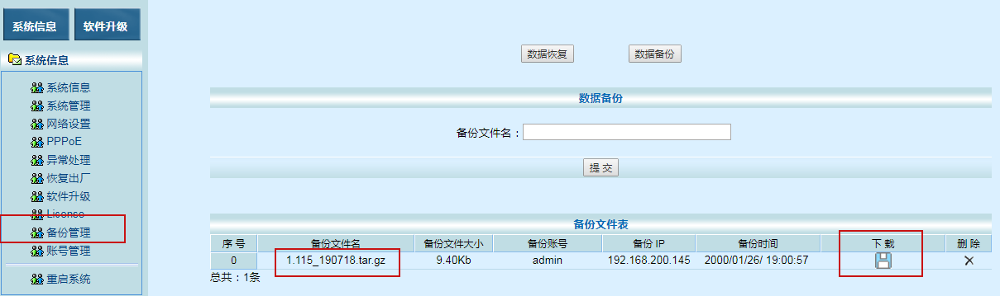 系统信息 软件升级
系统信息
系统信息
系统管理
网络设置
PPPoE
异常处理
恢复出厂
软件升级
License
备份管理
账号管理
重启系统
数据恢复 数据备份
数据备份
备份文件名：
提 交
备份文件表
序 号 备份文件名 备份文件大小 备份账号 备份 IP 备份时间 下 载 删 除
0 1.115_190718.tar.gz 9.40Kb admin 192.168.200.145 2000/01/26/ 19:00:57
总共：1条